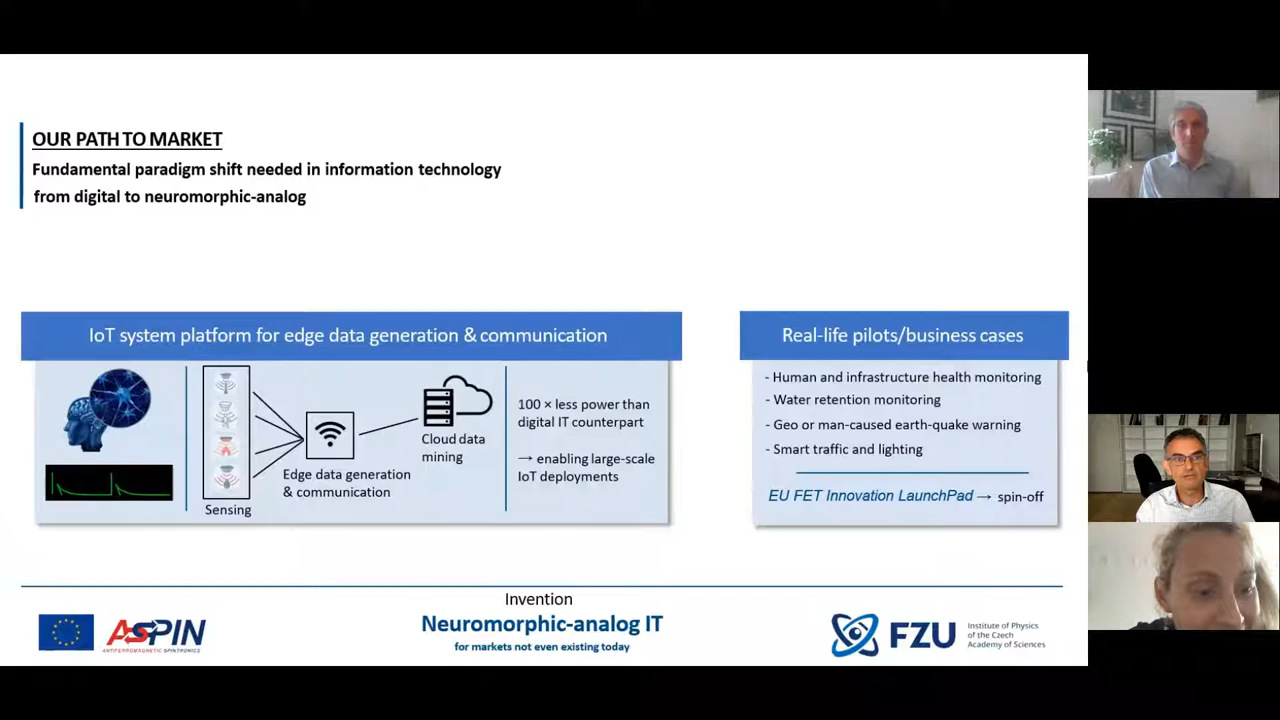 OUR PATH TO MARKET
Fundamental paradigm shift needed in information technology
from digital to neuromorphic-analog
IoT system platform for edge data generation & communication
Sensing
Edge data generation
& communication
Cloud data
mining
100 × less power than
digital IT counterpart
→ enabling large-scale
IoT deployments
Real-life pilots/business cases
- Human and infrastructure health monitoring
- Water retention monitoring
- Geo or man-caused earth-quake warning
- Smart traffic and lighting
EU FET Innovation LaunchPad → spin-off
ASPIN
ANTIFERROMAGNETIC SPINTRONICS
Invention
Neuromorphic-analog IT
for markets not even existing today
FZU
Institute of Physics
of the Czech
Academy of Sciences